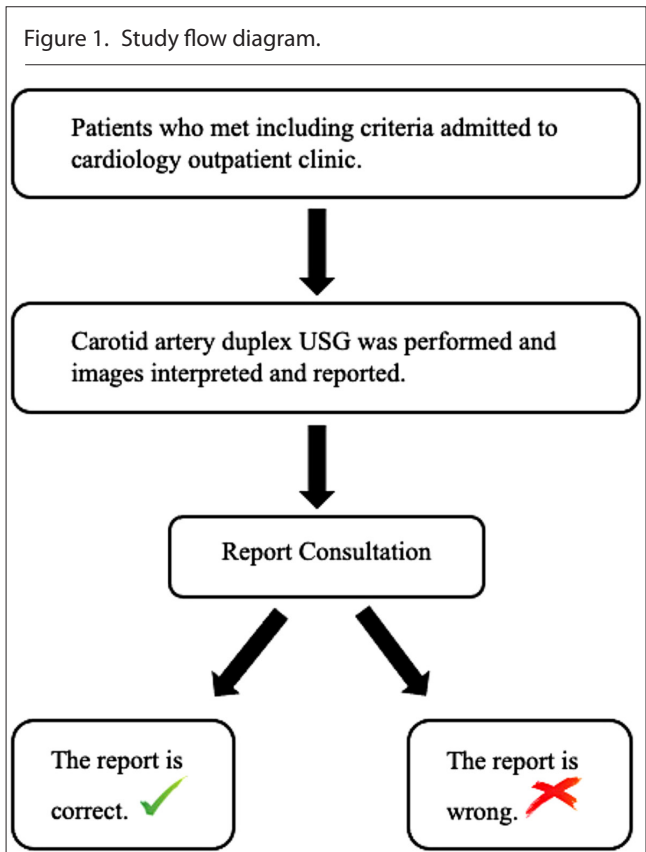 Figure 1. Study flow diagram.
Patients who met including criteria admitted to
cardiology outpatient clinic.
Carotid artery duplex USG was performed and
images interpreted and reported.
Report Consultation
The report is
correct.
The report is
wrong.